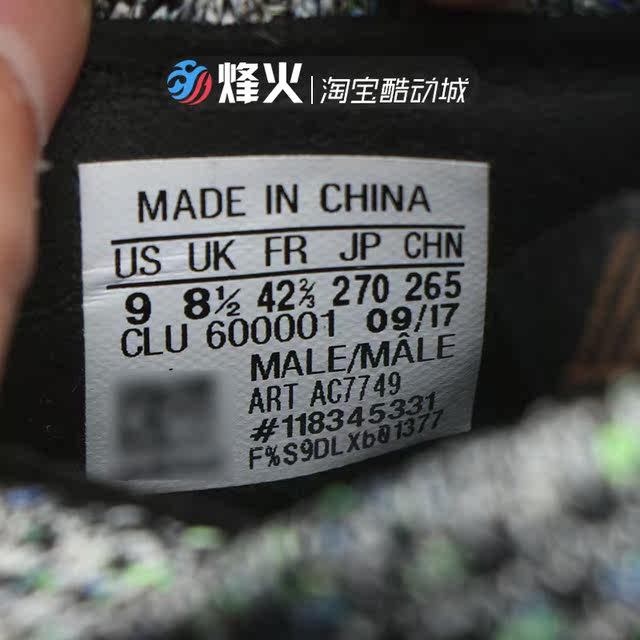 烽火 | 淘宝酷动城
MADE IN CHINA
US UK FR JP CHN
9 8½ 42⅔ 270 265
CLU 600001 09/17
MALE/MÂLE
ART AC7749
#118345331
F%S9DLXb01377